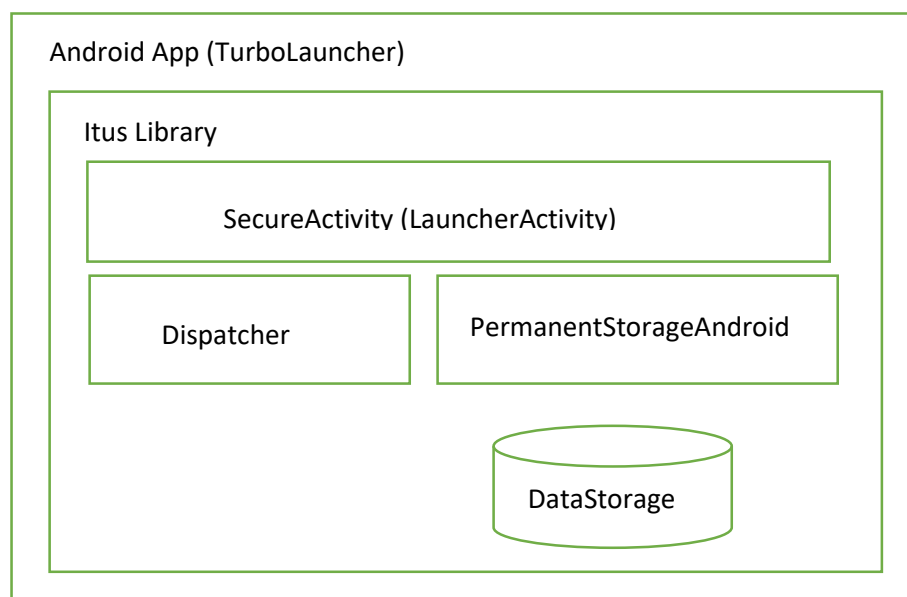 Android App (TurboLauncher)
Itus Library
SecureActivity (LauncherActivity)
Dispatcher
PermanentStorageAndroid
DataStorage